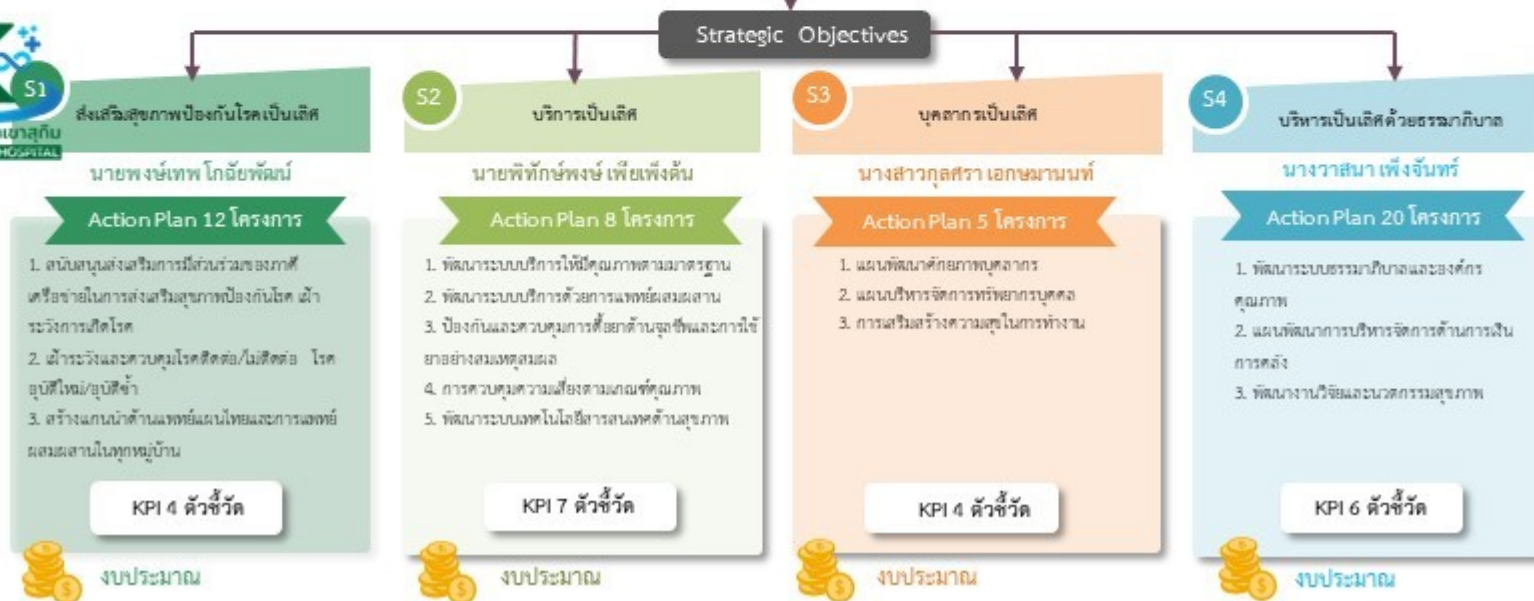 Strategic Objectives
S1
ส่งเสริมสุขภาพป้องกันโรคเป็นเลิศ
เขาสุกิม
HOSPITAL
นายพงษ์เทพ โกฉัยพัฒน์
Action Plan 12 โครงการ
1. สนับสนุนส่งเสริมการมีส่วนร่วมของภาคี
เครือข่ายในการส่งเสริมสุขภาพป้องกันโรค เฝ้า
ระวังการเกิดโรค
2. เฝ้าระวังและควบคุมโรคติดต่อ/ไม่ติดต่อ โรค
อุบัติใหม่/อุบัติซ้ำ
3. สร้างแกนนำด้านแพทย์แผนไทยและการแพทย์
ผสมผสานในทุกหมู่บ้าน
KPI 4 ตัวชี้วัด
งบประมาณ
S2
บริการเป็นเลิศ
นายพิทักษ์พงษ์ เพียเพ็งต้น
Action Plan 8 โครงการ
1. พัฒนาระบบบริการให้มีคุณภาพตามมาตรฐาน
2. พัฒนาระบบบริการด้วยการแพทย์ผสมผสาน
3. ป้องกันและควบคุมการดื้อยาต้านจุลชีพและการใช้
ยาอย่างสมเหตุสมผล
4. การควบคุมความเสี่ยงตามเกณฑ์คุณภาพ
5. พัฒนาระบบเทคโนโลยีสารสนเทศด้านสุขภาพ
KPI 7 ตัวชี้วัด
งบประมาณ
S3
บุคลากรเป็นเลิศ
นางสาวกุลศรา เอกษมานนท์
Action Plan 5 โครงการ
1. แผนพัฒนาศักยภาพบุคลากร
2. แผนบริหารจัดการทรัพยากรบุคคล
3. การเสริมสร้างความสุขในการทำงาน
KPI 4 ตัวชี้วัด
งบประมาณ
S4
บริหารเป็นเลิศด้วยธรรมาภิบาล
นางวาสนา เพ็งจันทร์
Action Plan 20 โครงการ
1. พัฒนาระบบธรรมาภิบาลและองค์กร
คุณภาพ
2. แผนพัฒนาการบริหารจัดการด้านการเงิน
การคลัง
3. พัฒนางานวิจัยและนวตกรรมสุขภาพ
KPI 6 ตัวชี้วัด
งบประมาณ